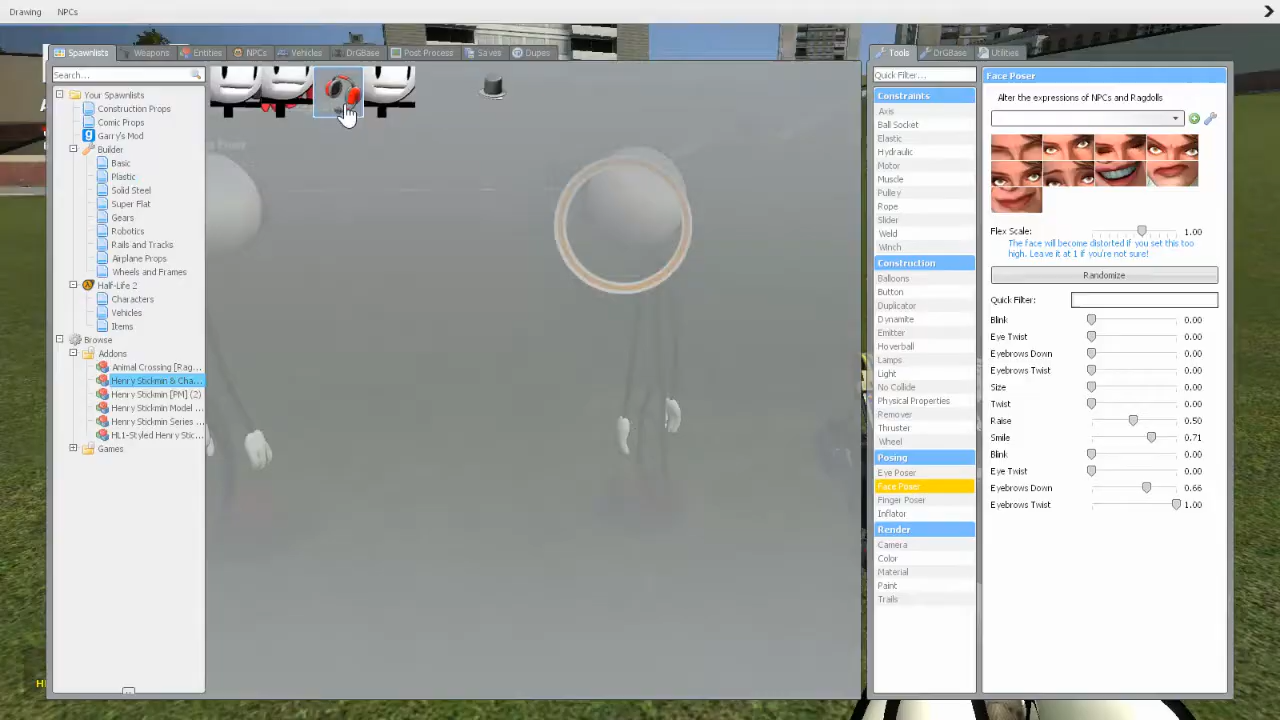 Drawing NPCs
Spawnlists Weapons Entities NPCs Vehicles DrGBase Post Process Saves Dupes
Search...
Your Spawnlists
Construction Props
Comic Props
Garry's Mod
Builder
Basic
Plastic
Solid Steel
Super Flat
Gears
Robotics
Rails and Tracks
Airplane Props
Wheels and Frames
Half-Life 2
Characters
Vehicles
Items
Browse
Addons
Animal Crossing [Rag...
Henry Stickmin & Cha...
Henry Stickmin [PM] (2)
Henry Stickmin Model ...
Henry Stickmin Series ...
HL1-Styled Henry Stic...
Games
Tools DrGBase Utilities
Quick Filter...
Constraints
Axis
Ball Socket
Elastic
Hydraulic
Motor
Muscle
Pulley
Rope
Slider
Weld
Winch
Construction
Balloons
Button
Duplicator
Dynamite
Emitter
Hoverball
Lamps
Light
No Collide
Physical Properties
Remover
Thruster
Wheel
Posing
Eye Poser
Face Poser
Finger Poser
Inflator
Render
Camera
Color
Material
Paint
Trails
Face Poser
Alter the expressions of NPCs and Ragdolls
Flex Scale: 1.00
The face will become distorted if you set this too
high. Leave it at 1 if you're not sure!
Randomize
Quick Filter:
Blink 0.00
Eye Twist 0.00
Eyebrows Down 0.00
Eyebrows Twist 0.00
Size 0.00
Twist 0.00
Raise 0.50
Smile 0.71
Blink 0.00
Eye Twist 0.00
Eyebrows Down 0.66
Eyebrows Twist 1.00